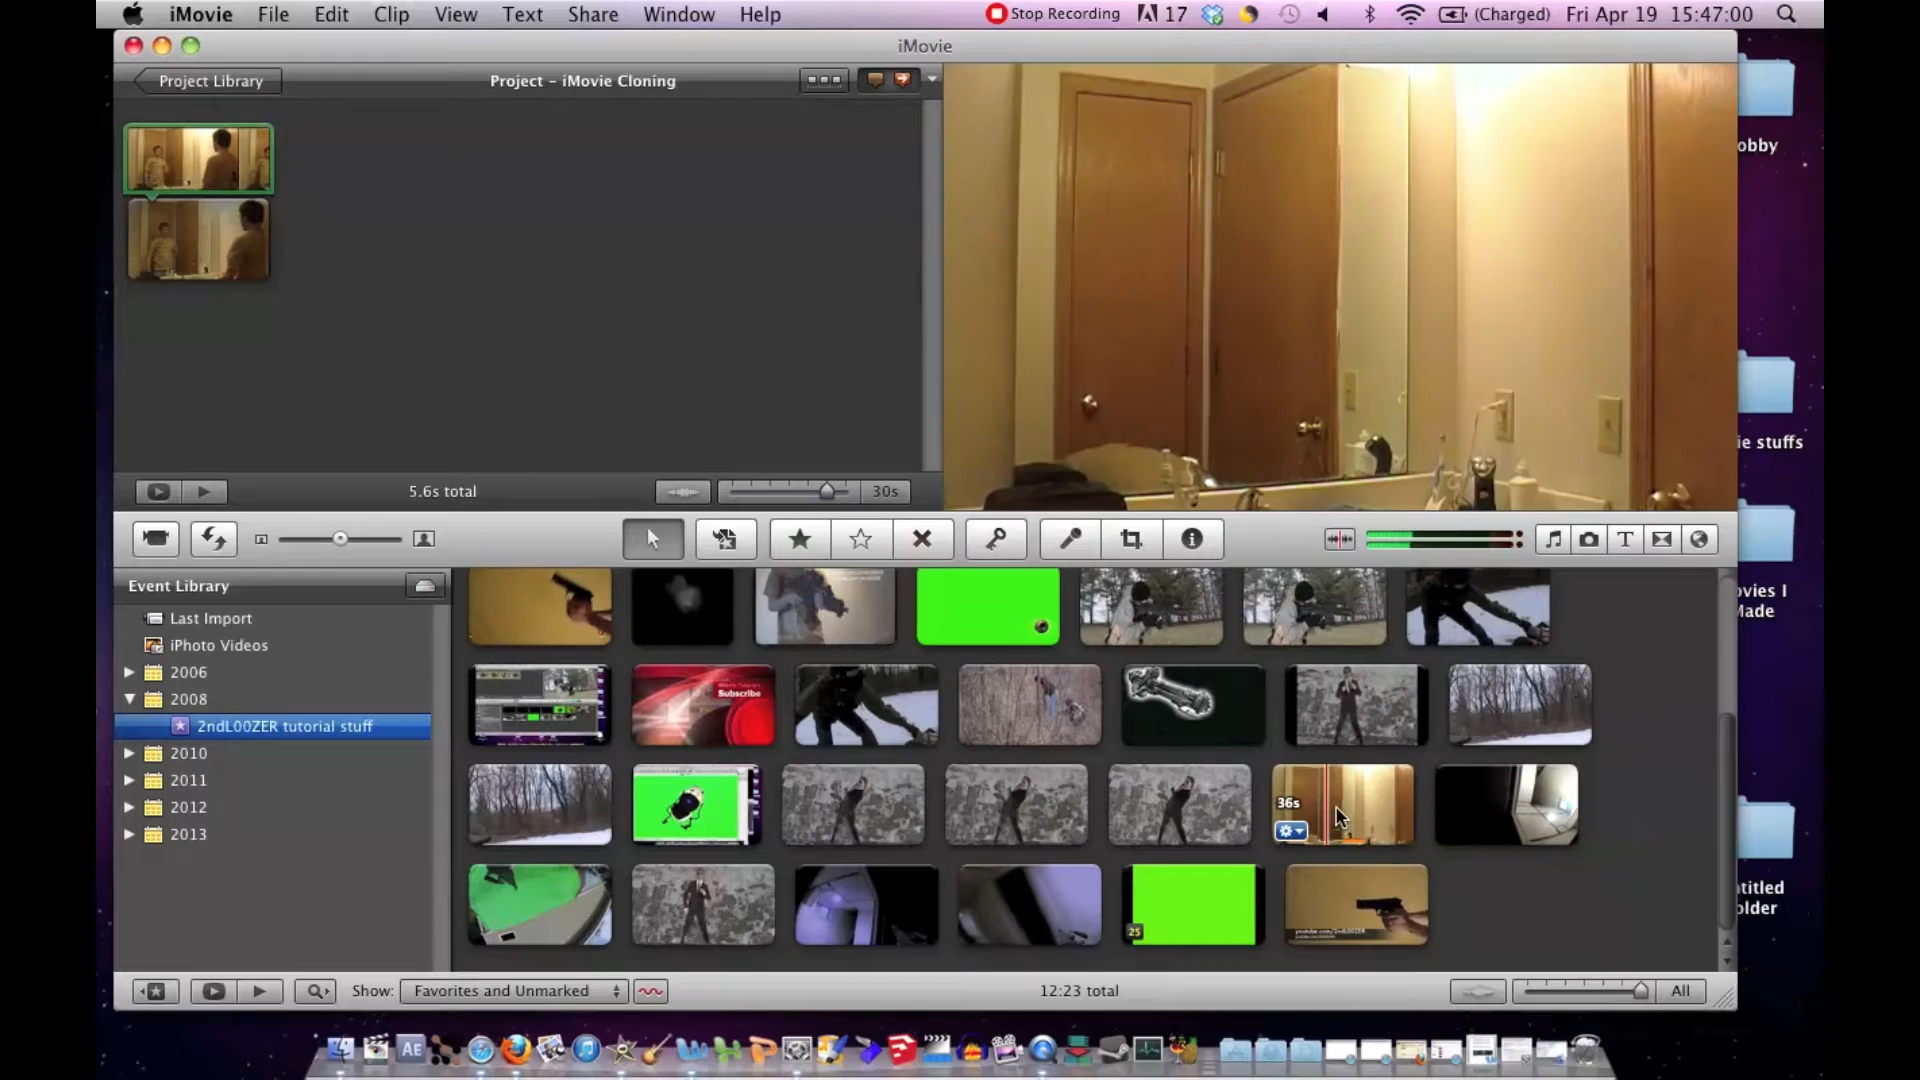 iMovie File Edit Clip View Text Share Window Help Stop Recording 17 (Charged) Fri Apr 19 15:47:00
iMovie
Project Library Project – iMovie Cloning
obby
5.6s total 30s
ie stuffs
Event Library
Last Import
iPhoto Videos
2006
2008
2ndL00ZER tutorial stuff
2010
2011
2012
2013
ovies I
Made
Subscribe
36s
25
ntitled
older
Show: Favorites and Unmarked 12:23 total All
AE